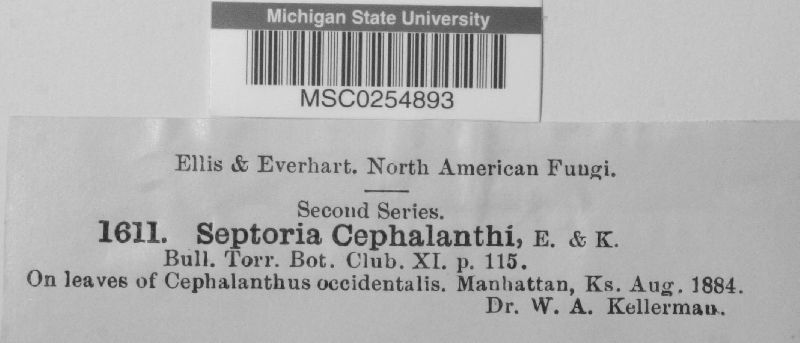 Michigan State University
MSC0254893
Ellis & Everhart. North American Fungi.
Second Series.
1611. Septoria Cephalanthi, E. & K.
Bull. Torr. Bot. Club. XI. p. 115.
On leaves of Cephalanthus occidentalis. Manhattan, Ks. Aug. 1884.
Dr. W. A. Kellerman.